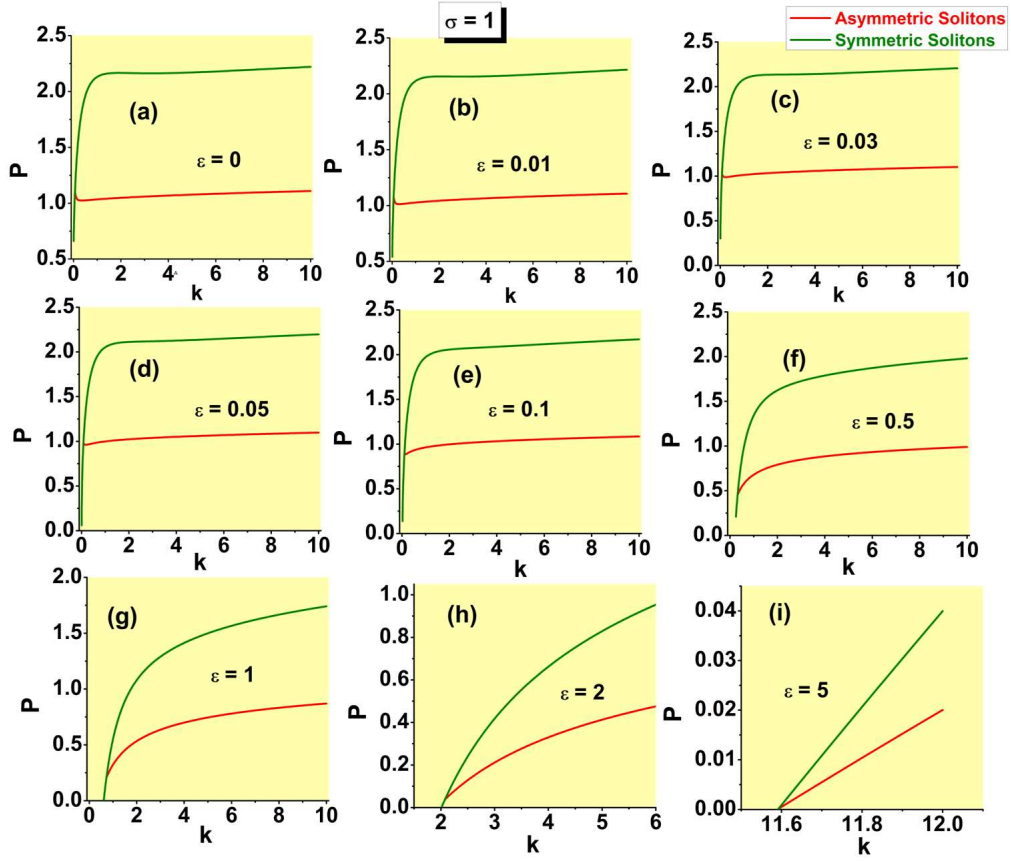 σ = 1
Asymmetric Solitons
Symmetric Solitons
2.5
2.0
1.5
1.0
0.5
P
(a)
ε = 0
0 2 4 6 8 10
k
2.5
2.0
1.5
1.0
0.5
P
(b)
ε = 0.01
0 2 4 6 8 10
k
2.5
2.0
1.5
1.0
0.5
0.0
P
(c)
ε = 0.03
0 2 4 6 8 10
k
2.5
2.0
1.5
1.0
0.5
0.0
P
(d)
ε = 0.05
0 2 4 6 8 10
k
2.5
2.0
1.5
1.0
0.5
0.0
P
(e)
ε = 0.1
0 2 4 6 8 10
k
2.5
2.0
1.5
1.0
0.5
0.0
P
(f)
ε = 0.5
0 2 4 6 8 10
k
2.0
1.5
1.0
0.5
0.0
P
(g)
ε = 1
0 2 4 6 8 10
k
1.0
0.8
0.6
0.4
0.2
0.0
P
(h)
ε = 2
2 3 4 5 6
k
0.04
0.03
0.02
0.01
0.00
P
(i)
ε = 5
11.6 11.8 12.0
k